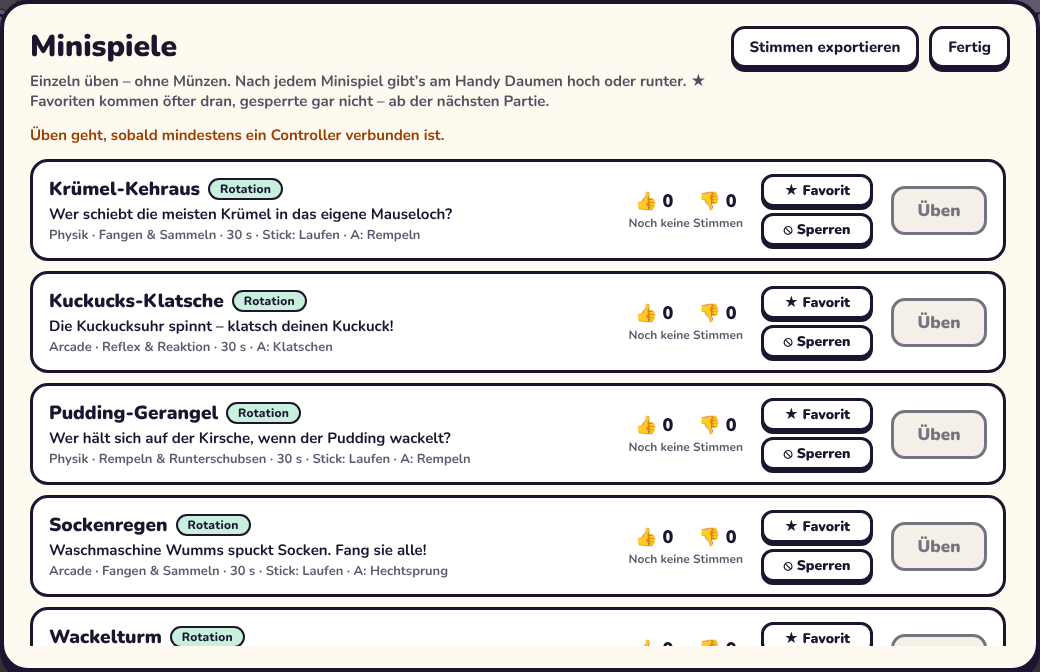 Minispiele
Stimmen exportieren
Fertig
Einzeln üben – ohne Münzen. Nach jedem Minispiel gibt's am Handy Daumen hoch oder runter. ★
Favoriten kommen öfter dran, gesperrte gar nicht – ab der nächsten Partie.
Üben geht, sobald mindestens ein Controller verbunden ist.
Krümel-Kehraus Rotation
Wer schiebt die meisten Krümel in das eigene Mauseloch?
Physik · Fangen & Sammeln · 30 s · Stick: Laufen · A: Rempeln
👍 0 👎 0
Noch keine Stimmen
★ Favorit
🛇 Sperren
Üben
Kuckucks-Klatsche Rotation
Die Kuckucksuhr spinnt – klatsch deinen Kuckuck!
Arcade · Reflex & Reaktion · 30 s · A: Klatschen
👍 0 👎 0
Noch keine Stimmen
★ Favorit
🛇 Sperren
Üben
Pudding-Gerangel Rotation
Wer hält sich auf der Kirsche, wenn der Pudding wackelt?
Physik · Rempeln & Runterschubsen · 30 s · Stick: Laufen · A: Rempeln
👍 0 👎 0
Noch keine Stimmen
★ Favorit
🛇 Sperren
Üben
Sockenregen Rotation
Waschmaschine Wumms spuckt Socken. Fang sie alle!
Arcade · Fangen & Sammeln · 30 s · Stick: Laufen · A: Hechtsprung
👍 0 👎 0
Noch keine Stimmen
★ Favorit
🛇 Sperren
Üben
Wackelturm Rotation
★ Favorit